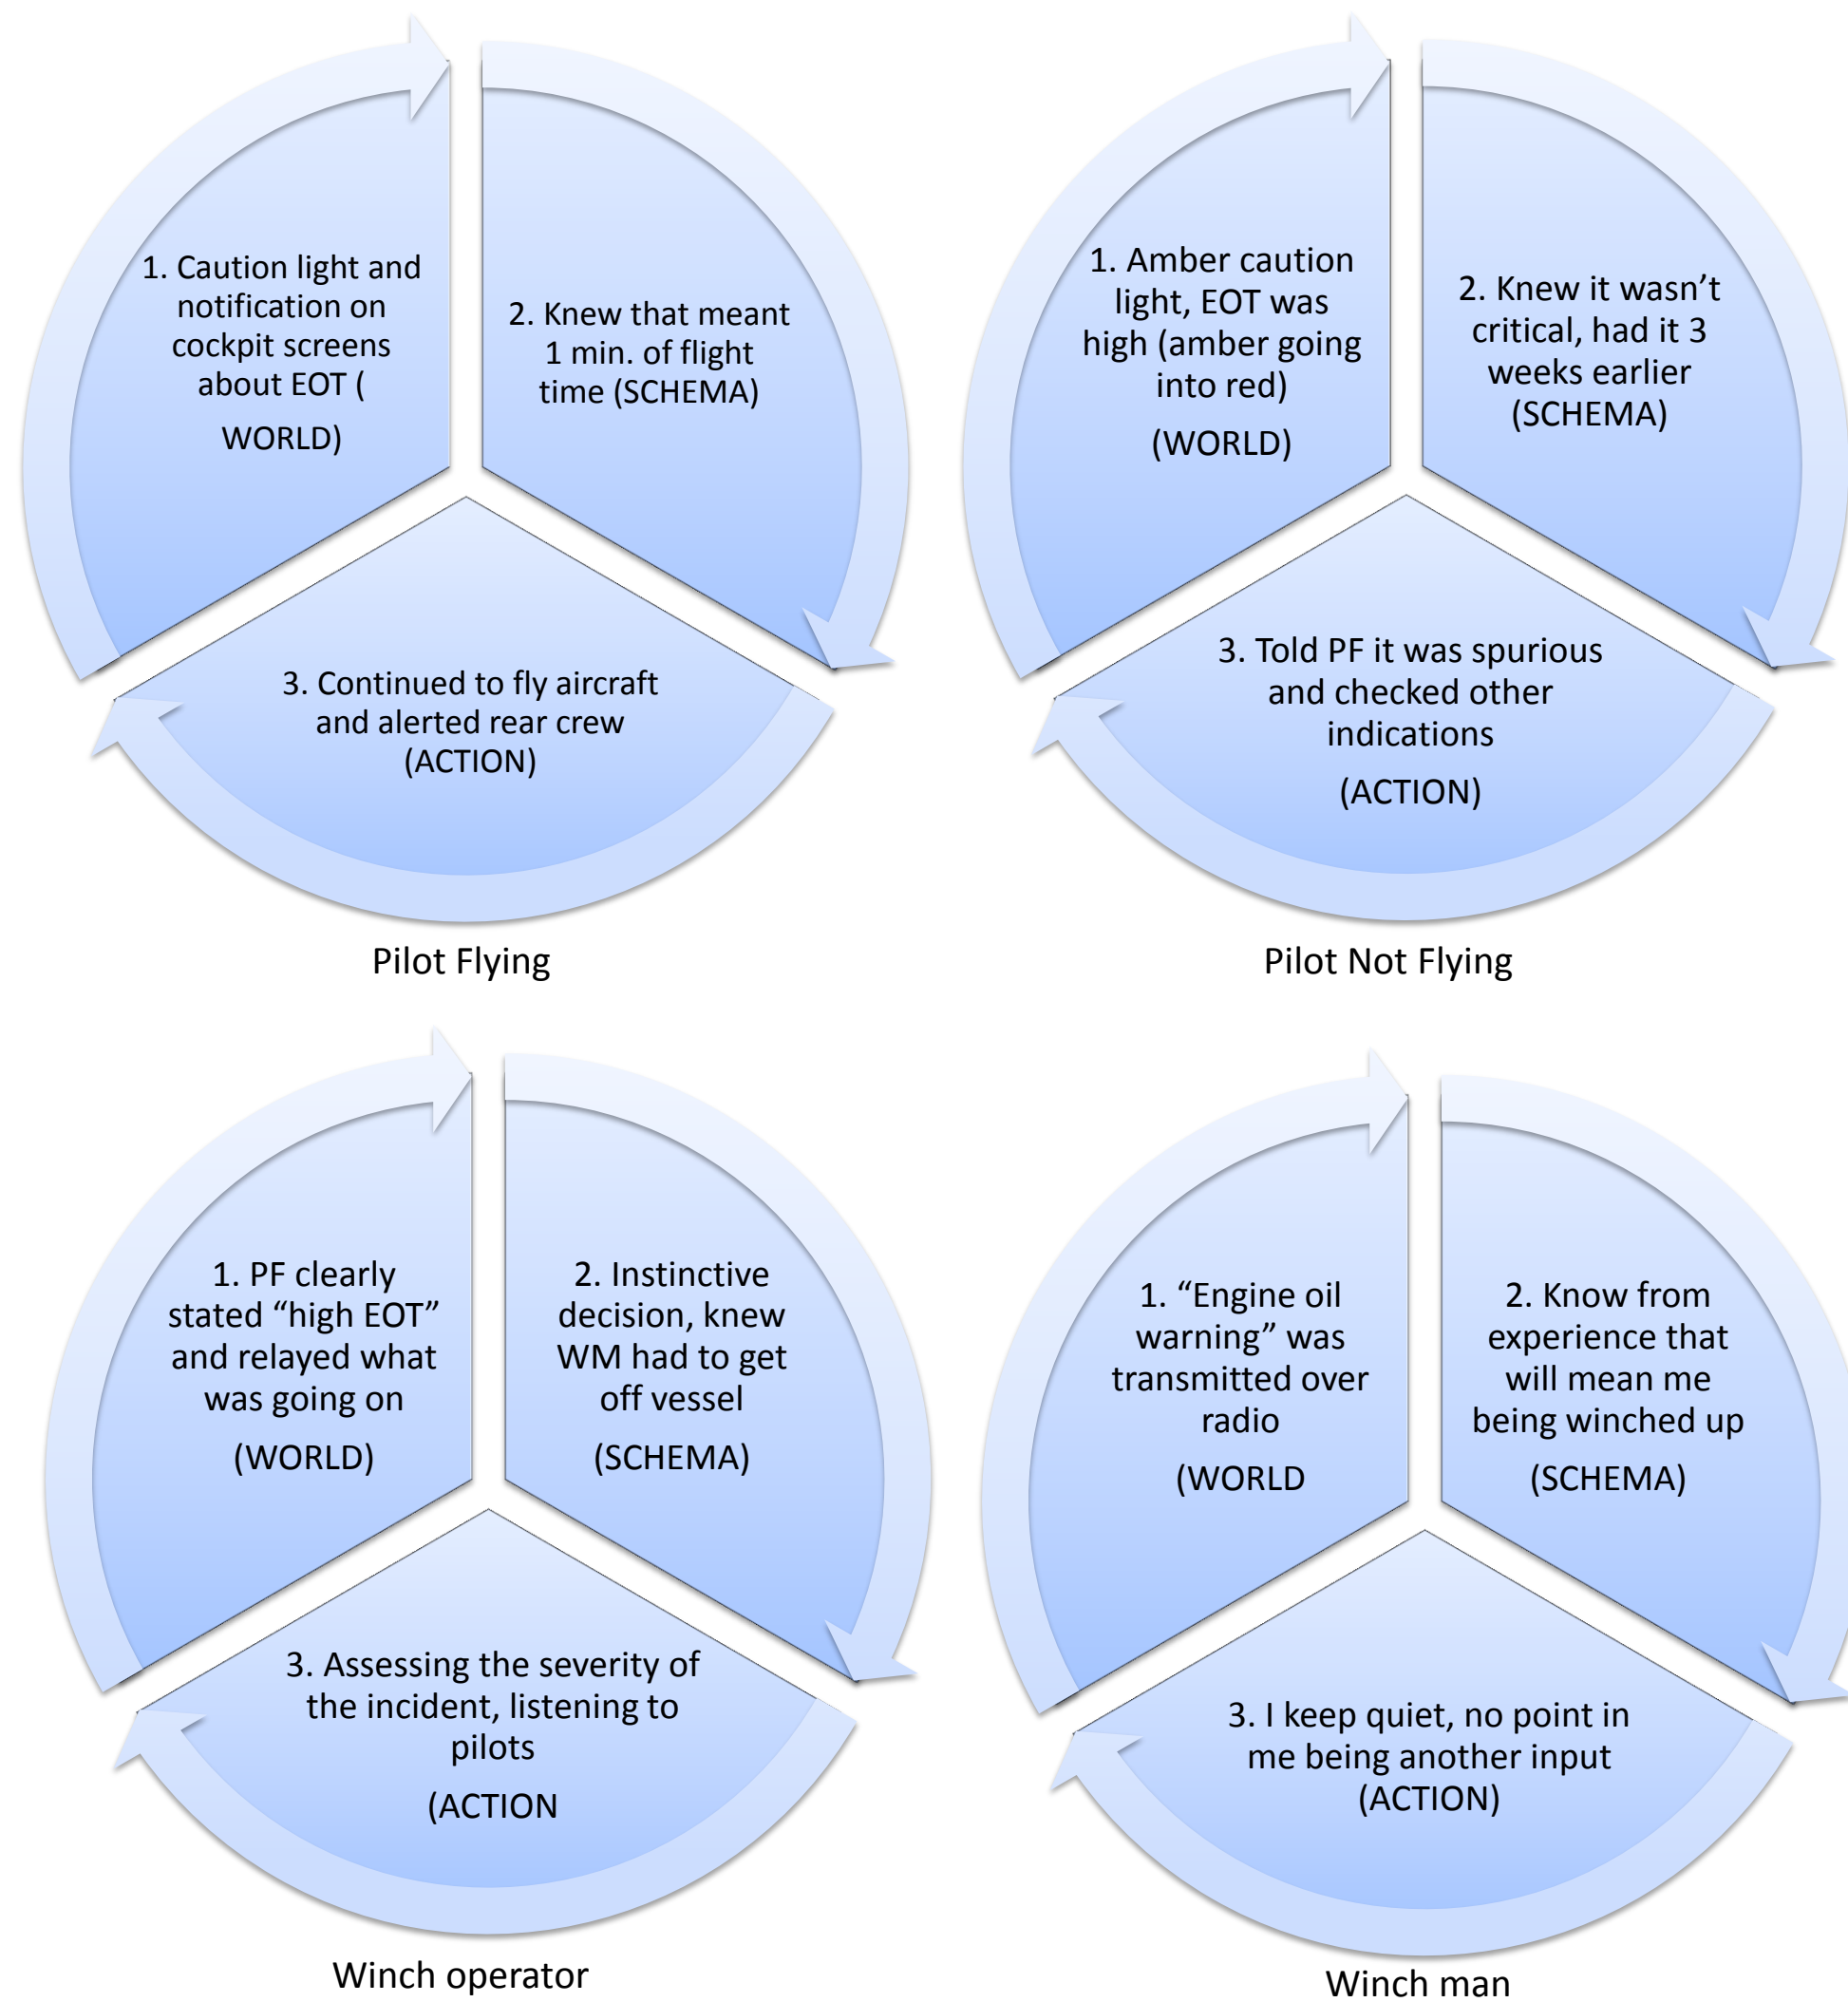 1. Caution light and
notification on
cockpit screens
about EOT (
WORLD)
2. Knew that meant
1 min. of flight
time (SCHEMA)
3. Continued to fly aircraft
and alerted rear crew
(ACTION)
Pilot Flying
1. Amber caution
light, EOT was
high (amber going
into red)
(WORLD)
2. Knew it wasn’t
critical, had it 3
weeks earlier
(SCHEMA)
3. Told PF it was spurious
and checked other
indications
(ACTION)
Pilot Not Flying
1. PF clearly
stated “high EOT”
and relayed what
was going on
(WORLD)
2. Instinctive
decision, knew
WM had to get
off vessel
(SCHEMA)
3. Assessing the severity of
the incident, listening to
pilots
(ACTION
Winch operator
1. “Engine oil
warning” was
transmitted over
radio
(WORLD
2. Know from
experience that
will mean me
being winched up
(SCHEMA)
3. I keep quiet, no point in
me being another input
(ACTION)
Winch man